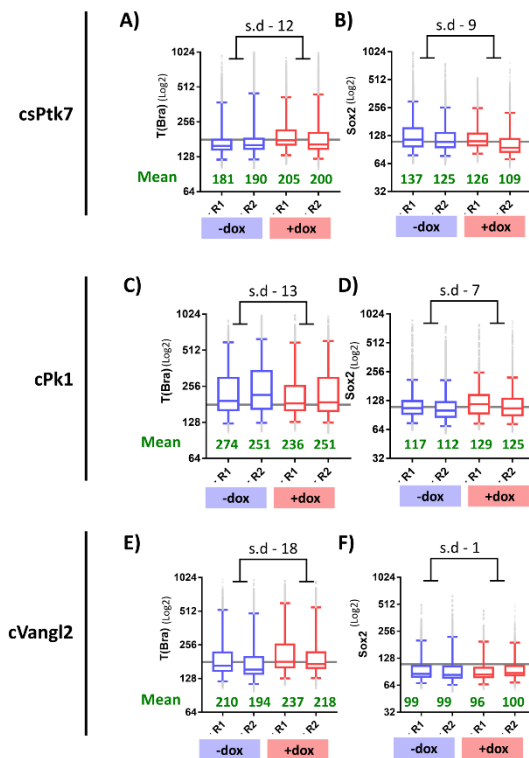 csPtk7
A)
s.d - 12
T(Bra) (Log2)
1024
512
256
128
64
Mean
181 190 205 200
R1 R2 R1 R2
-dox +dox
B)
s.d - 9
Sox2 (Log2)
1024
512
256
128
64
32
137 125 126 109
R1 R2 R1 R2
-dox +dox
cPk1
C)
s.d - 13
T(Bra) (Log2)
1024
512
256
128
64
Mean
274 251 236 251
R1 R2 R1 R2
-dox +dox
D)
s.d - 7
Sox2 (Log2)
1024
512
256
128
64
32
117 112 129 125
R1 R2 R1 R2
-dox +dox
cVangl2
E)
s.d - 18
T(Bra) (Log2)
1024
512
256
128
64
Mean
210 194 237 218
R1 R2 R1 R2
-dox +dox
F)
s.d - 1
Sox2 (Log2)
1024
512
256
128
64
32
99 99 96 100
R1 R2 R1 R2
-dox +dox